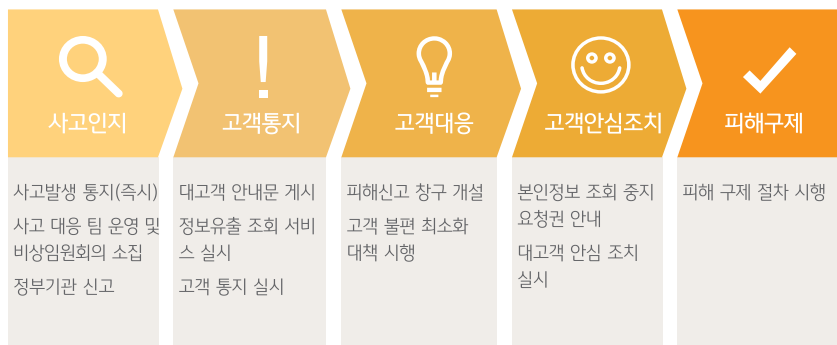 사고인지
고객통지
고객대응
고객안심조치
피해구제
사고발생 통지(즉시)
사고 대응 팀 운영 및
비상임원회의 소집
정부기관 신고
대고객 안내문 게시
정보유출 조회 서비
스 실시
고객 통지 실시
피해신고 창구 개설
고객 불편 최소화
대책 시행
본인정보 조회 중지
요청권 안내
대고객 안심 조치
실시
피해 구제 절차 시행